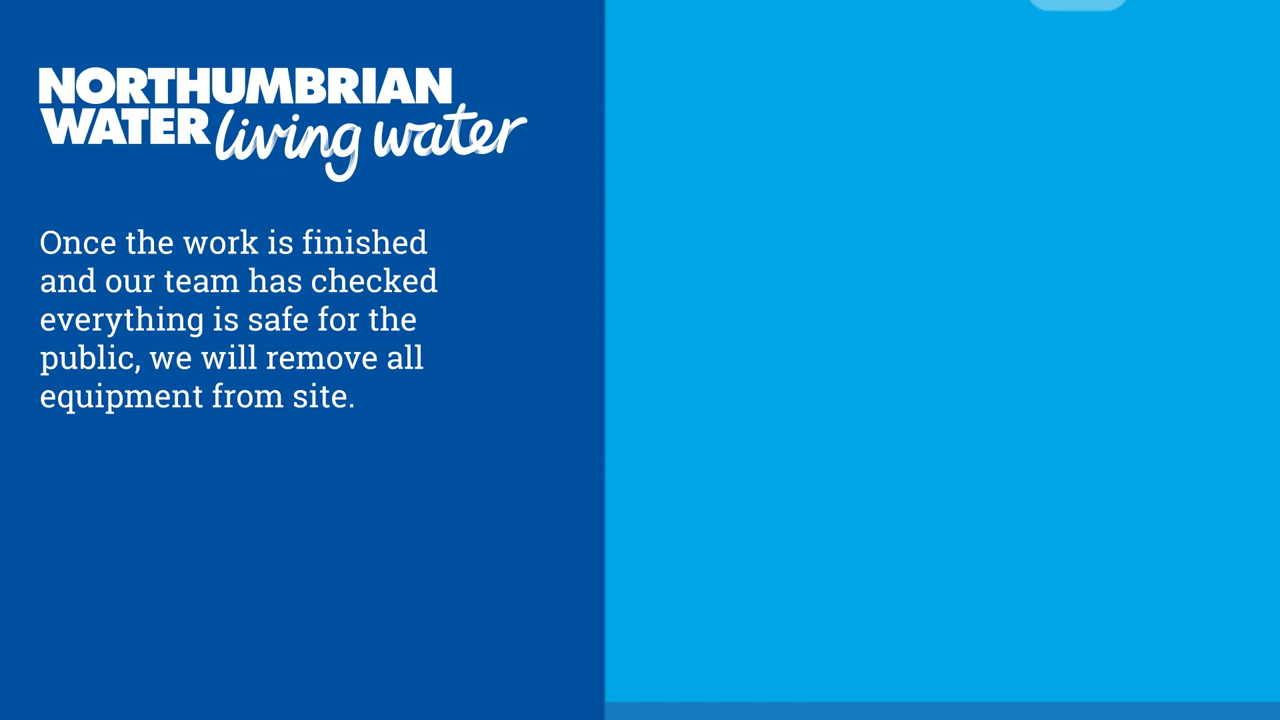 NORTHUMBRIAN
WATER living water
Once the work is finished
and our team has checked
everything is safe for the
public, we will remove all
equipment from site.